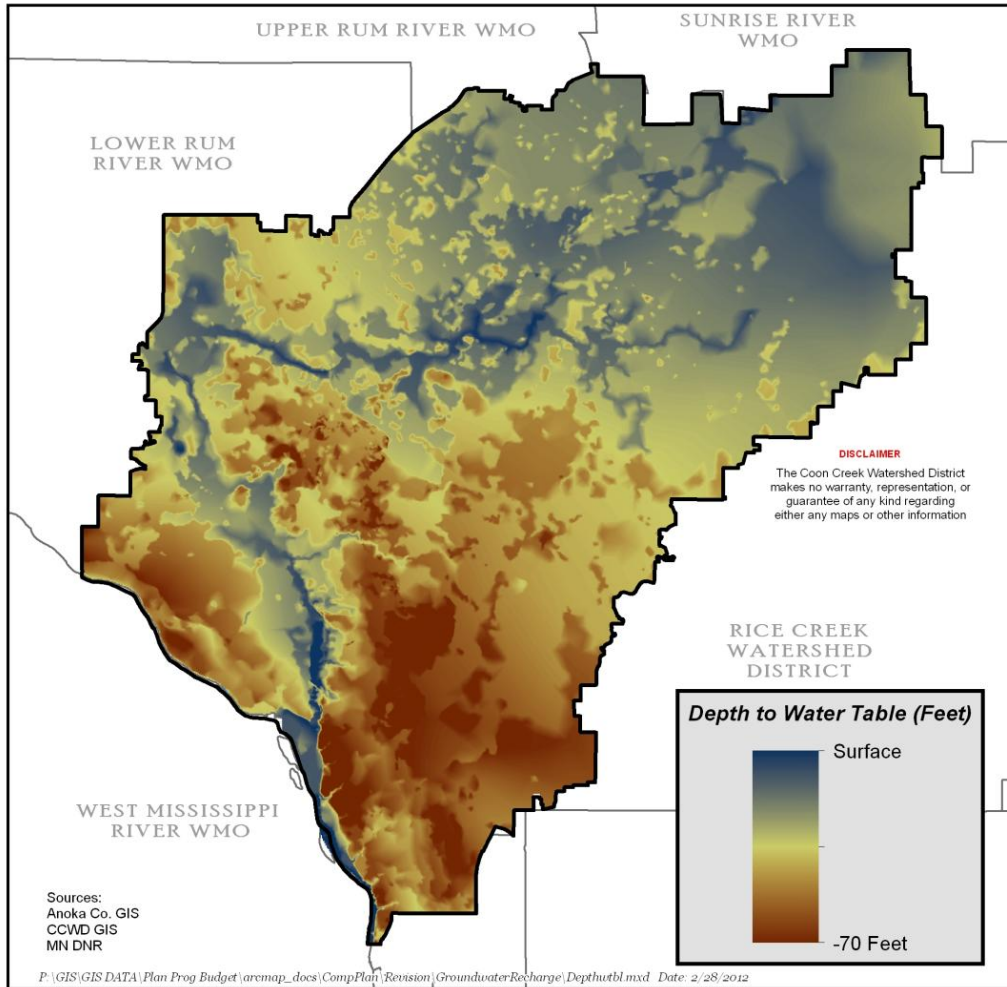 UPPER RUM RIVER WMO
SUNRISE RIVER
WMO
LOWER RUM
RIVER WMO
DISCLAIMER
The Coon Creek Watershed District
makes no warranty, representation, or
guarantee of any kind regarding
either any maps or other information
RICE CREEK
WATERSHED
DISTRICT
WEST MISSISSIPPI
RIVER WMO
Depth to Water Table (Feet)
Surface
-70 Feet
Sources:
Anoka Co. GIS
CCWD GIS
MN DNR
P:\GIS\GIS DATA\Plan Prog Budget\arcmap_docs\CompPlan\Revision\GroundwaterRecharge\Depthwtbl.mxd Date: 2/28/2012